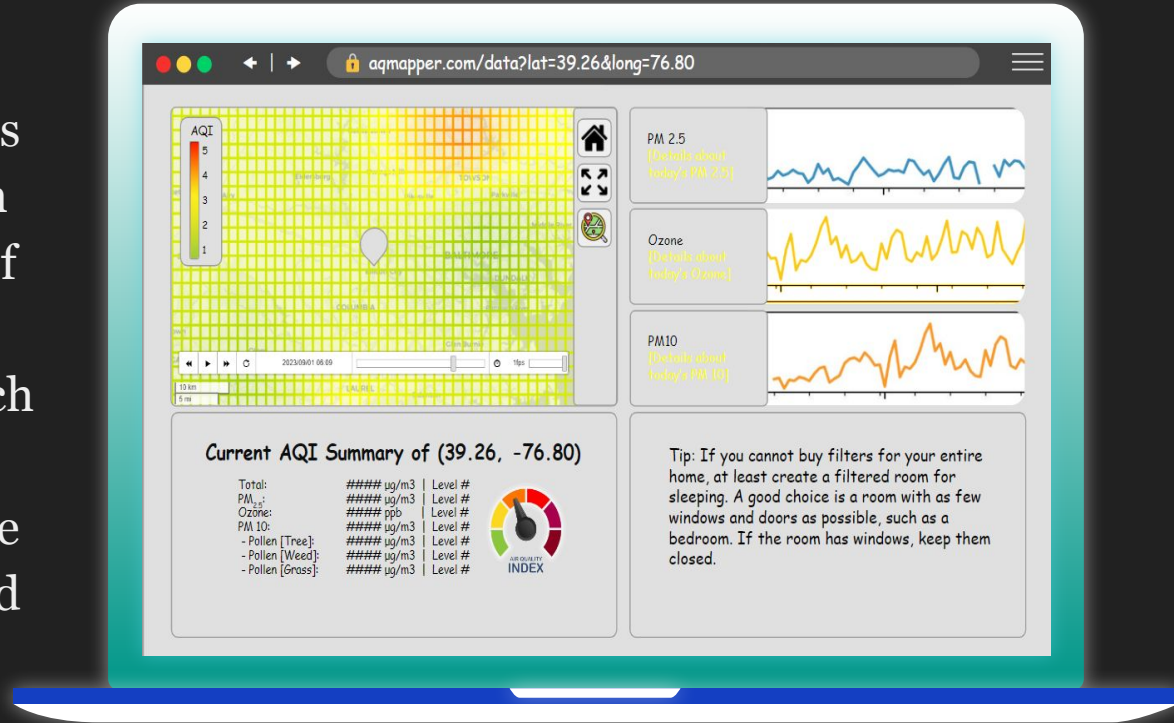 s
n
f
ch
e
d
aqmapper.com/data?lat=39.26&long=76.80
AQI
5
4
3
2
1
TOWSON
BALTIMORE
DUNDALK
COLUMBIA
Glen Burnie
LAUREL
2023/09/01 06:09
1fps
10 km
5 mi
PM 2.5
[Details about
today's PM 2.5]
Ozone
[Details about
today's Ozone]
PM10
[Details about
today's PM 10]
Current AQI Summary of (39.26, -76.80)
Total: #### µg/m3 | Level #
PM2.5: #### µg/m3 | Level #
Ozone: #### ppb | Level #
PM 10: #### µg/m3 | Level #
- Pollen [Tree]: #### µg/m3 | Level #
- Pollen [Weed]: #### µg/m3 | Level #
- Pollen [Grass]: #### µg/m3 | Level #
AIR QUALITY
INDEX
Tip: If you cannot buy filters for your entire
home, at least create a filtered room for
sleeping. A good choice is a room with as few
windows and doors as possible, such as a
bedroom. If the room has windows, keep them
closed.